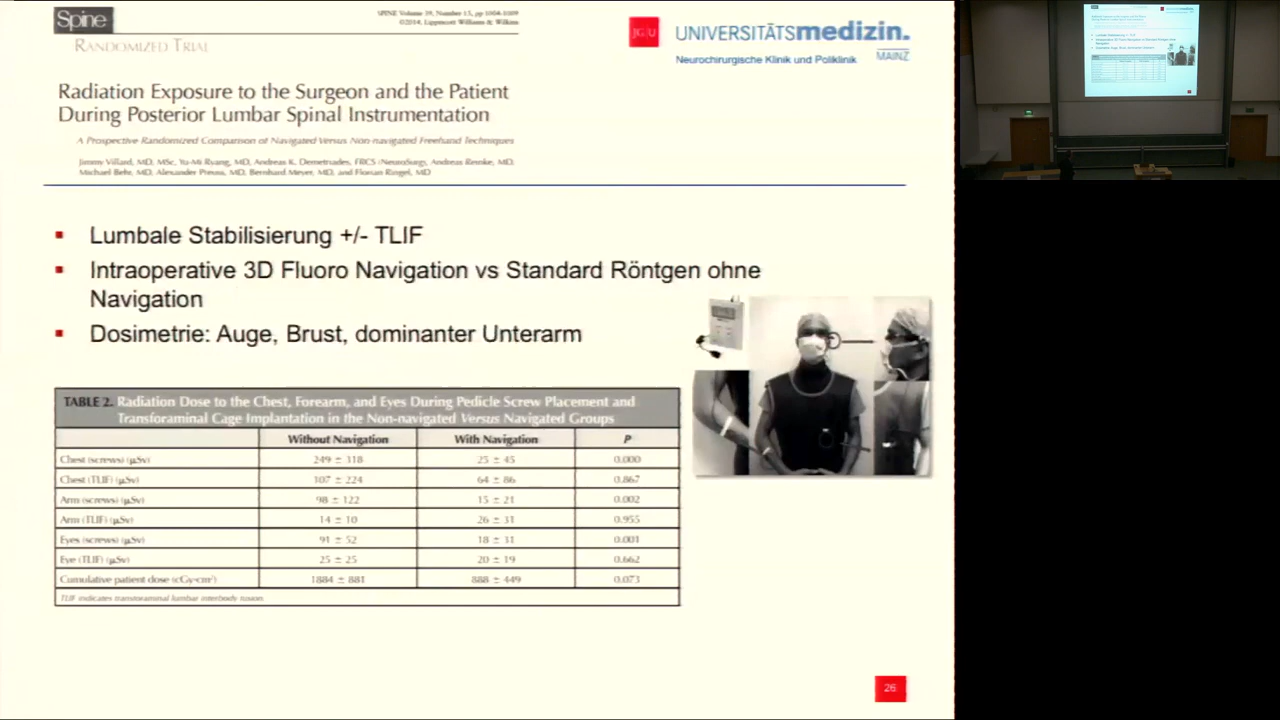 Spine
SPINE Volume 39, Number 13, pp 1004-1009
©2014, Lippincott Williams & Wilkins
RANDOMIZED TRIAL
JG|U
UNIVERSITÄTSmedizin.
MAINZ
Neurochirurgische Klinik und Poliklinik
Radiation Exposure to the Surgeon and the Patient
During Posterior Lumbar Spinal Instrumentation
A Prospective Randomized Comparison of Navigated Versus Non-navigated Freehand Techniques
Jimmy Villard, MD, MSc, Yu-Mi Ryang, MD, Andreas K. Demetriades, FRCS (NeuroSurg), Andreas Reinke, MD,
Michael Behr, MD, Alexander Preuss, MD, Bernhard Meyer, MD, and Florian Ringel, MD
▪ Lumbale Stabilisierung +/- TLIF
▪ Intraoperative 3D Fluoro Navigation vs Standard Röntgen ohne
Navigation
▪ Dosimetrie: Auge, Brust, dominanter Unterarm
TABLE 2. Radiation Dose to the Chest, Forearm, and Eyes During Pedicle Screw Placement and
Transforaminal Cage Implantation in the Non-navigated Versus Navigated Groups
Without Navigation With Navigation P
Chest (screws) (μSv) 249 ± 118 25 ± 45 0.000
Chest (TLIF) (μSv) 107 ± 224 64 ± 86 0.867
Arm (screws) (μSv) 98 ± 122 15 ± 21 0.002
Arm (TLIF) (μSv) 14 ± 10 26 ± 31 0.955
Eyes (screws) (μSv) 91 ± 52 18 ± 31 0.001
Eye (TLIF) (μSv) 25 ± 25 20 ± 19 0.662
Cumulative patient dose (cGy·cm²) 1884 ± 881 888 ± 449 0.073
TLIF indicates transforaminal lumbar interbody fusion.
26